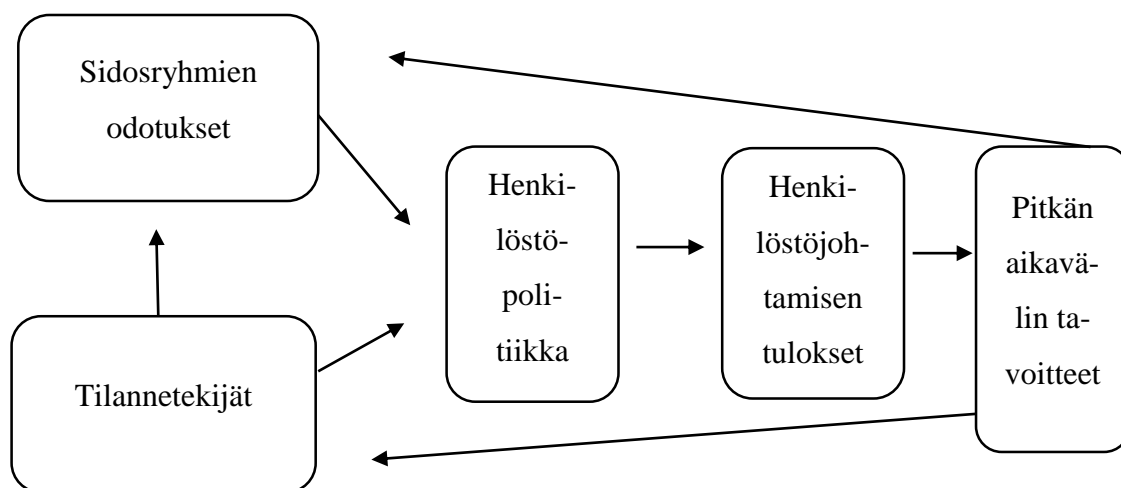 Sidosryhmien
odotukset
Tilannetekijät
Henki-
löstö-
poli-
tiikka
Henki-
löstöjoh-
tamisen
tulokset
Pitkän
aikavä-
lin ta-
voitteet